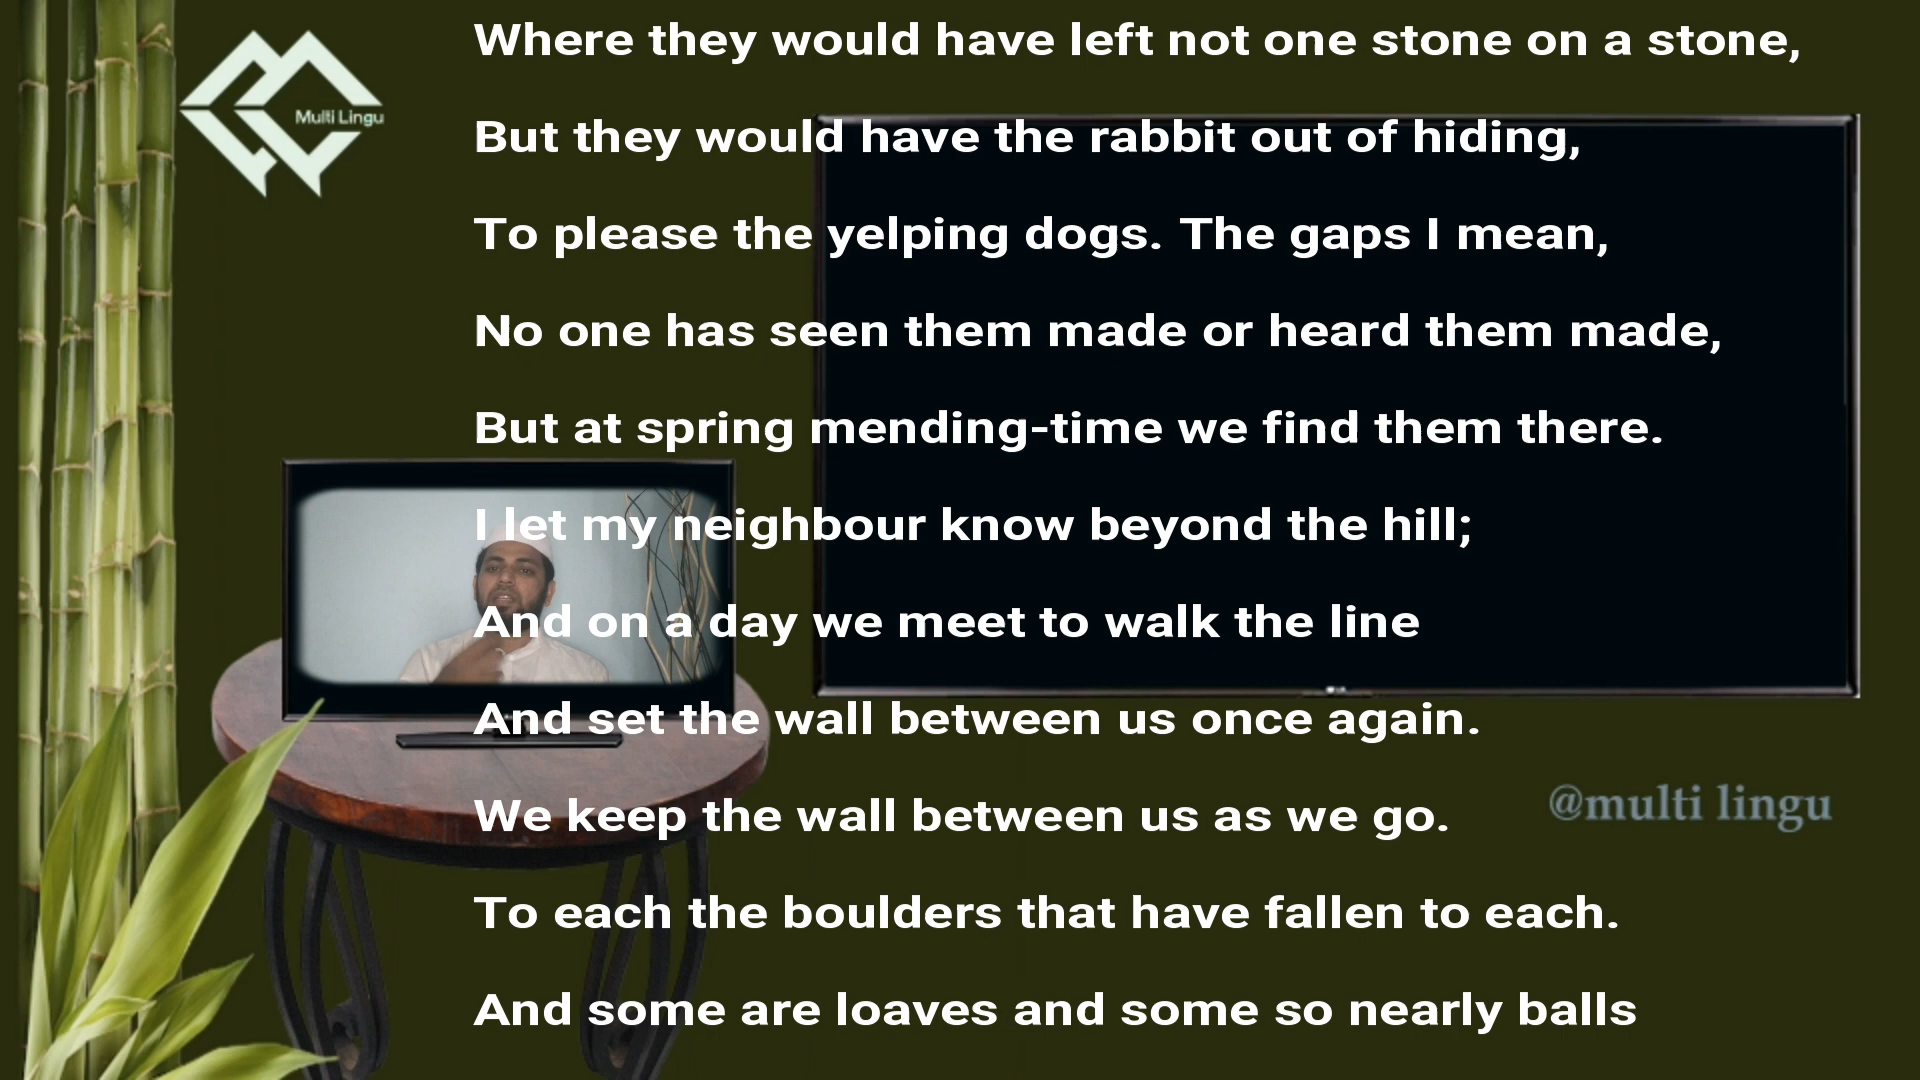 Where they would have left not one stone on a stone,
Multi Lingu
But they would have the rabbit out of hiding,
To please the yelping dogs. The gaps I mean,
No one has seen them made or heard them made,
But at spring mending-time we find them there.
I let my neighbour know beyond the hill;
And on a day we meet to walk the line
And set the wall between us once again.
We keep the wall between us as we go.
@multi lingu
To each the boulders that have fallen to each.
And some are loaves and some so nearly balls